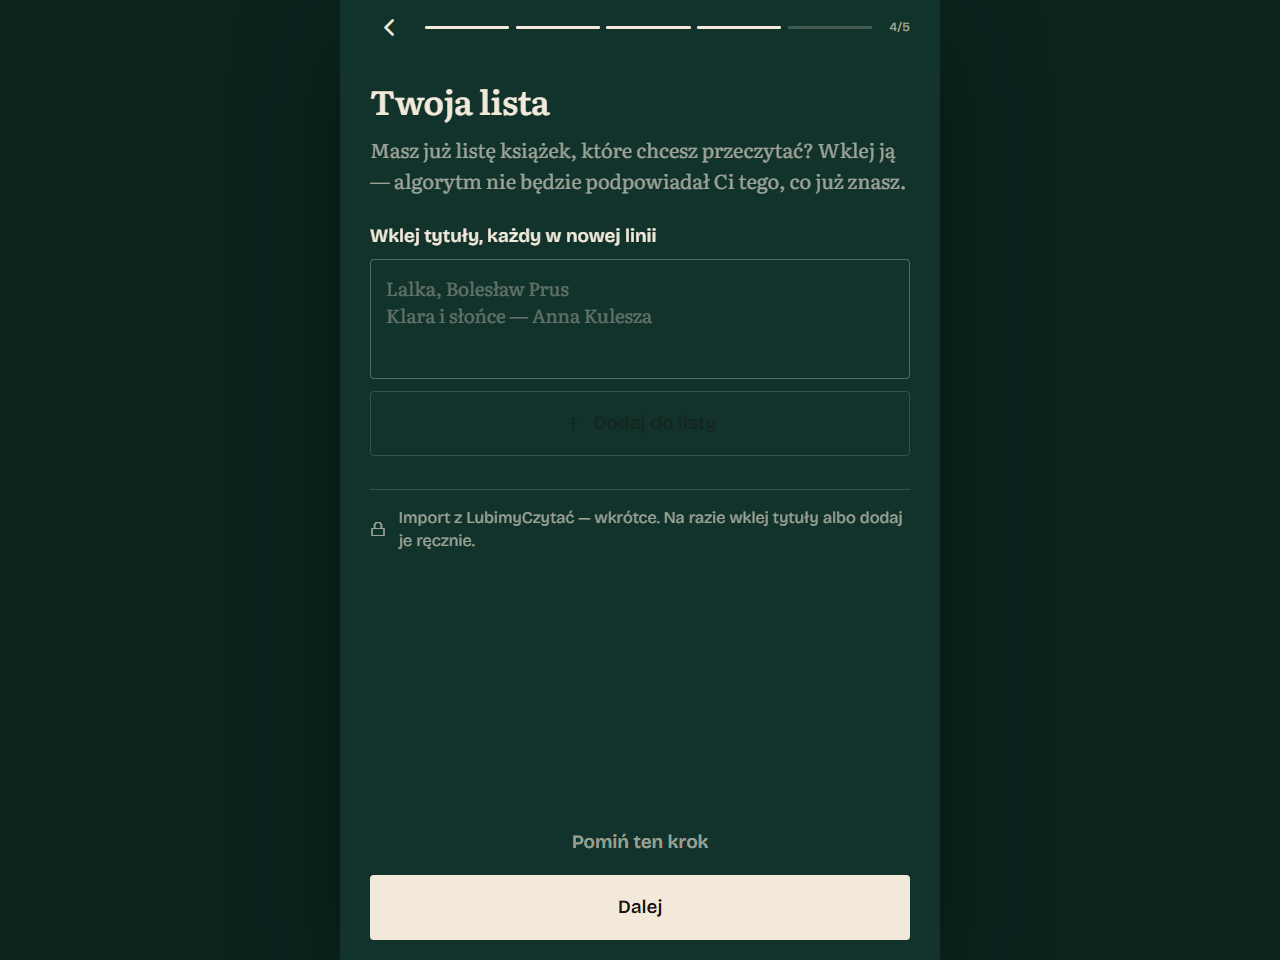 4/5
Twoja lista
Masz już listę książek, które chcesz przeczytać? Wklej ją
— algorytm nie będzie podpowiadał Ci tego, co już znasz.
Wklej tytuły, każdy w nowej linii
Lalka, Bolesław Prus
Klara i słońce — Anna Kulesza
+ Dodaj do listy
Import z LubimyCzytać — wkrótce. Na razie wklej tytuły albo dodaj
je ręcznie.
Pomiń ten krok
Dalej